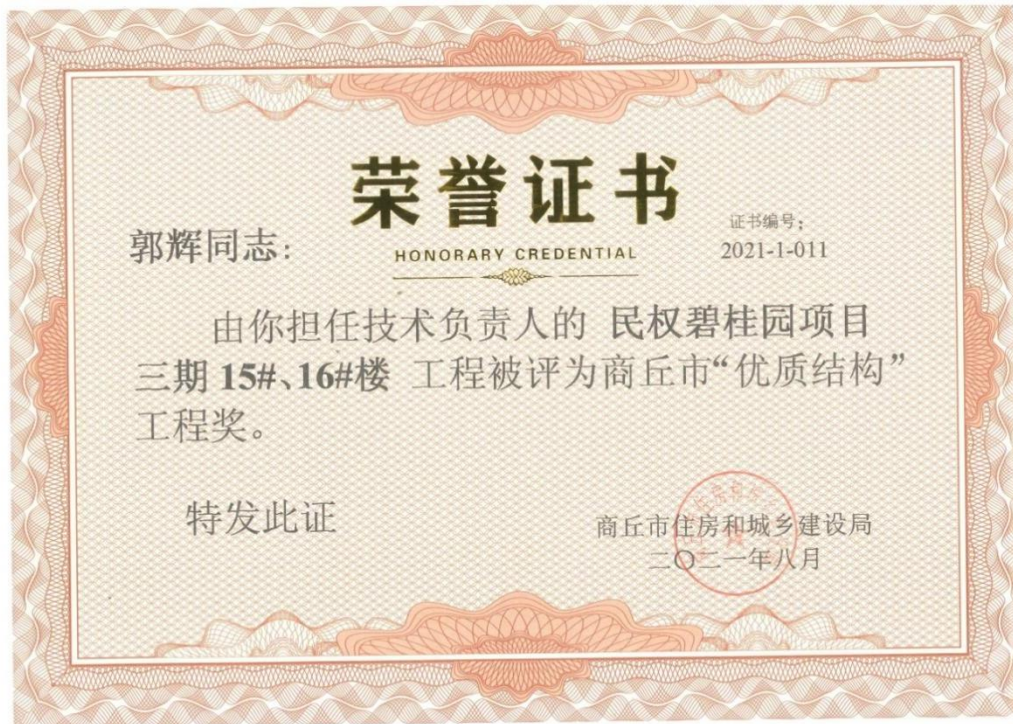 荣誉证书
HONORARY CREDENTIAL
证书编号：
2021-1-011
郭辉同志：
由你担任技术负责人的 民权碧桂园项目
三期 15#、16#楼 工程被评为商丘市“优质结构”
工程奖。
特发此证
商丘市住房和城乡建设局
二〇二一年八月